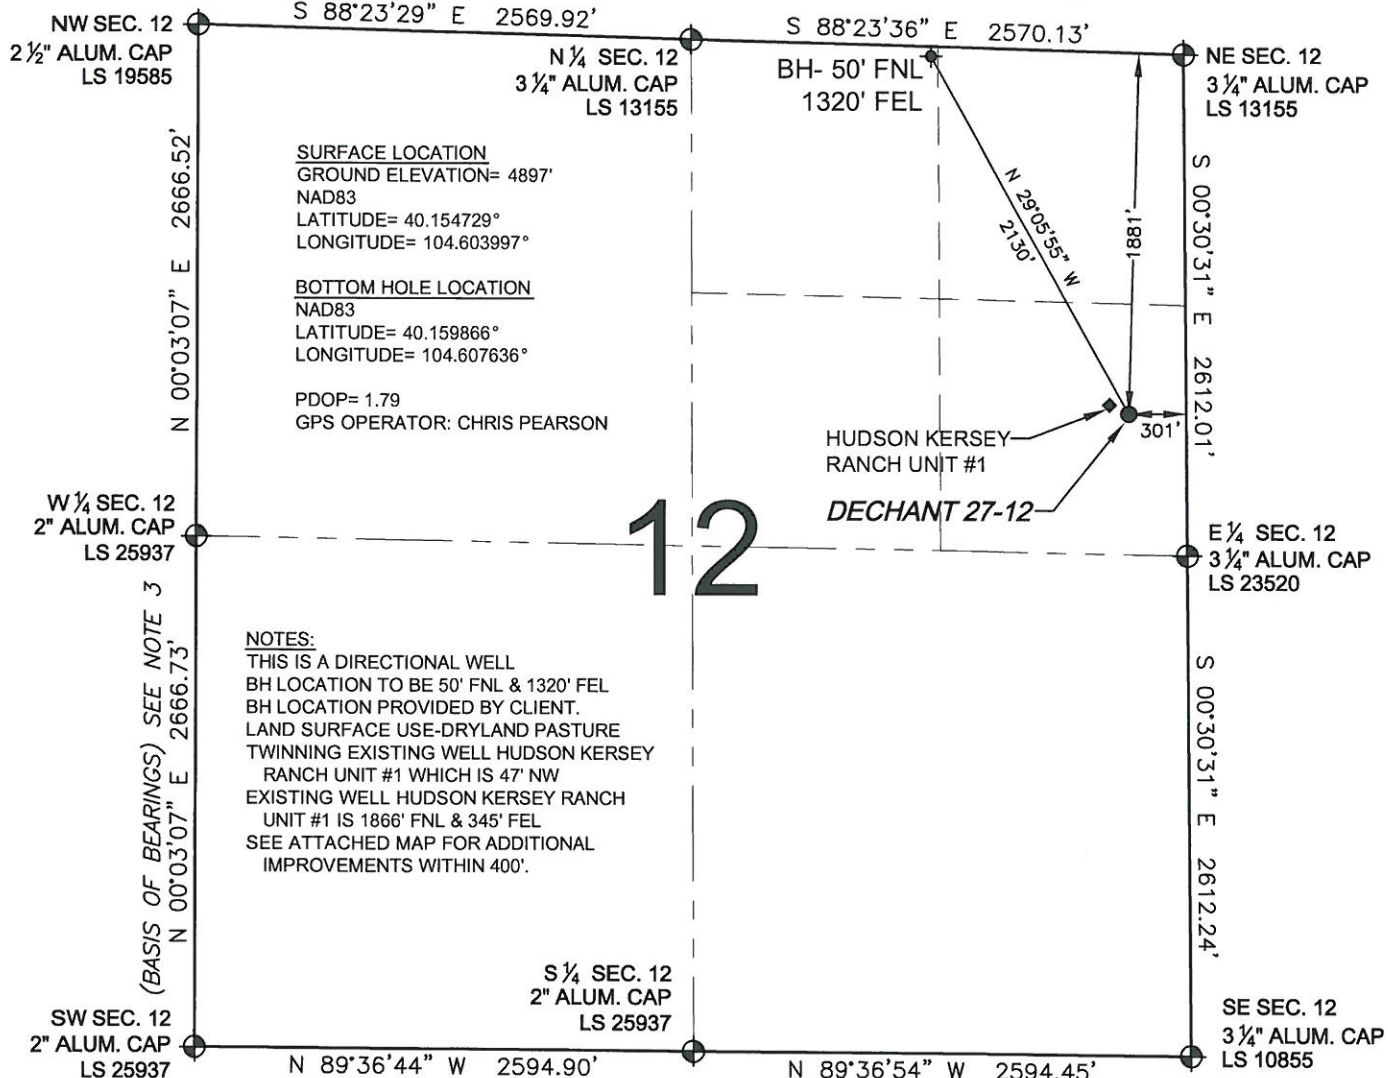 S 88°23'29" E 2569.92'
S 88°23'36" E 2570.13'
NW SEC. 12
2 ½" ALUM. CAP
LS 19585
N ¼ SEC. 12
3 ¼" ALUM. CAP
LS 13155
BH- 50' FNL
1320' FEL
NE SEC. 12
3 ¼" ALUM. CAP
LS 13155
N 00°03'07" E 2666.52'
SURFACE LOCATION
GROUND ELEVATION= 4897'
NAD83
LATITUDE= 40.154729°
LONGITUDE= 104.603997°
BOTTOM HOLE LOCATION
NAD83
LATITUDE= 40.159866°
LONGITUDE= 104.607636°
PDOP= 1.79
GPS OPERATOR: CHRIS PEARSON
N 29°05'55" W
2130'
1881'
S 00°30'31" E 2612.01'
301'
HUDSON KERSEY
RANCH UNIT #1
DECHANT 27-12
W ¼ SEC. 12
2" ALUM. CAP
LS 25937
12
E ¼ SEC. 12
3 ¼" ALUM. CAP
LS 23520
(BASIS OF BEARINGS) SEE NOTE 3
N 00°03'07" E 2666.73'
NOTES:
THIS IS A DIRECTIONAL WELL
BH LOCATION TO BE 50' FNL & 1320' FEL
BH LOCATION PROVIDED BY CLIENT.
LAND SURFACE USE-DRYLAND PASTURE
TWINNING EXISTING WELL HUDSON KERSEY
RANCH UNIT #1 WHICH IS 47' NW
EXISTING WELL HUDSON KERSEY RANCH
UNIT #1 IS 1866' FNL & 345' FEL
SEE ATTACHED MAP FOR ADDITIONAL
IMPROVEMENTS WITHIN 400'.
S 00°30'31" E 2612.24'
SW SEC. 12
2" ALUM. CAP
LS 25937
S ¼ SEC. 12
2" ALUM. CAP
LS 25937
SE SEC. 12
3 ¼" ALUM. CAP
LS 10855
N 89°36'44" W 2594.90'
N 89°36'54" W 2594.45'